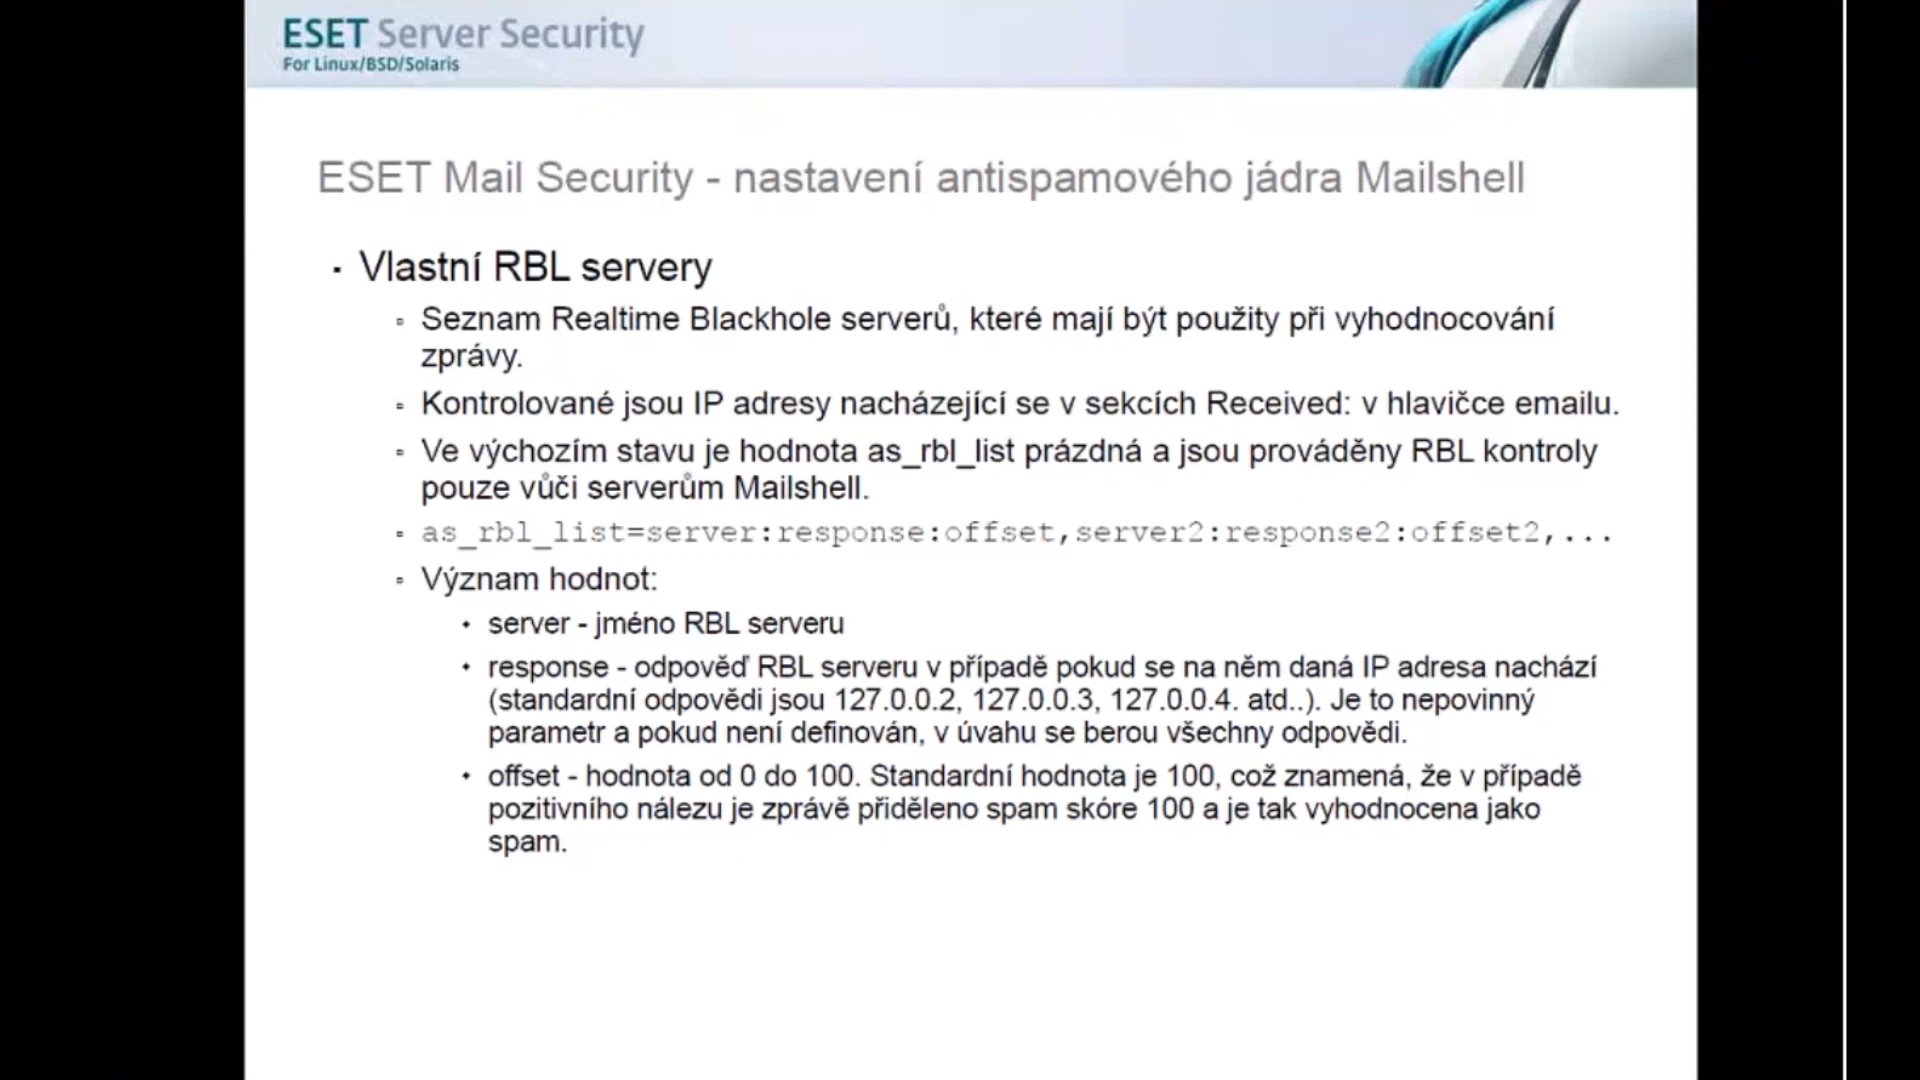 ESET Server Security
For Linux/BSD/Solaris
ESET Mail Security - nastavení antispamového jádra Mailshell
Vlastní RBL servery
Seznam Realtime Blackhole serverů, které mají být použity při vyhodnocování
zprávy.
Kontrolované jsou IP adresy nacházející se v sekcích Received: v hlavičce emailu.
Ve výchozím stavu je hodnota as_rbl_list prázdná a jsou prováděny RBL kontroly
pouze vůči serverům Mailshell.
as_rbl_list=server:response:offset,server2:response2:offset2,...
Význam hodnot:
server - jméno RBL serveru
response - odpověď RBL serveru v případě pokud se na něm daná IP adresa nachází
(standardní odpovědi jsou 127.0.0.2, 127.0.0.3, 127.0.0.4. atd..). Je to nepovinný
parametr a pokud není definován, v úvahu se berou všechny odpovědi.
offset - hodnota od 0 do 100. Standardní hodnota je 100, což znamená, že v případě
pozitivního nálezu je zprávě přiděleno spam skóre 100 a je tak vyhodnocena jako
spam.